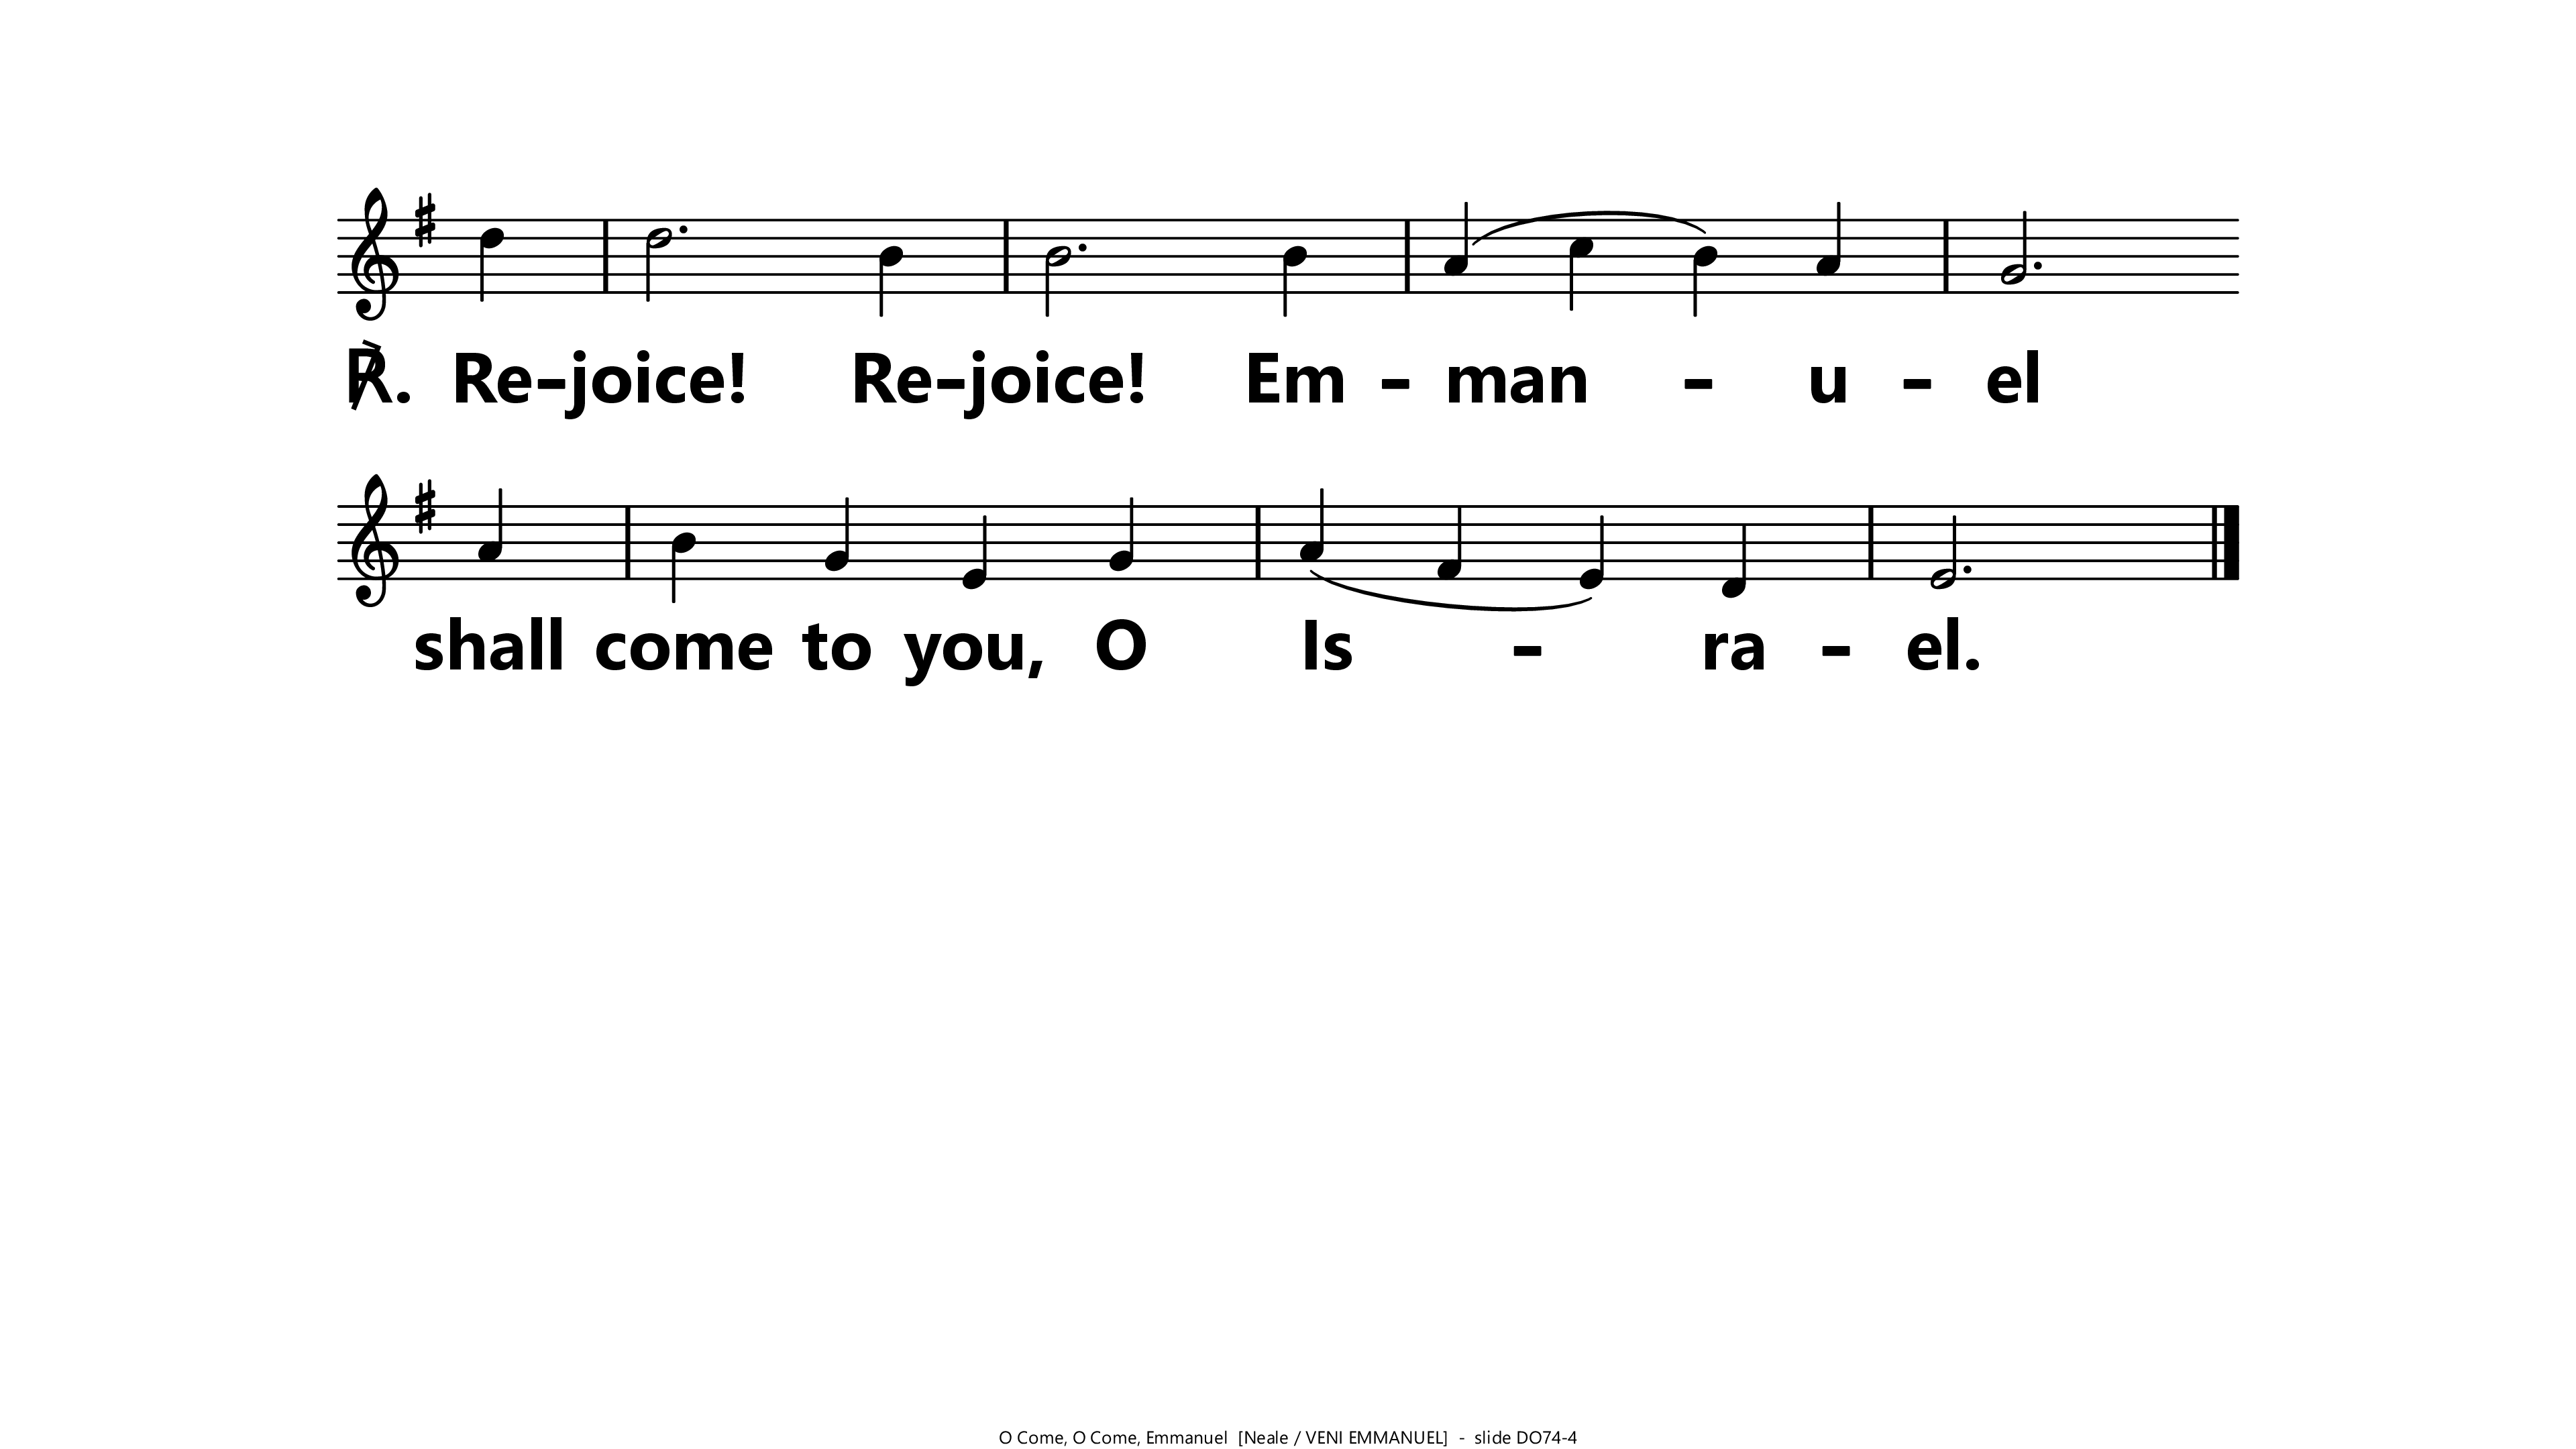 ℟. Re-joice! Re-joice! Em - man - u - el
shall come to you, O Is - ra - el.
O Come, O Come, Emmanuel [Neale / VENI EMMANUEL] - slide DO74-4